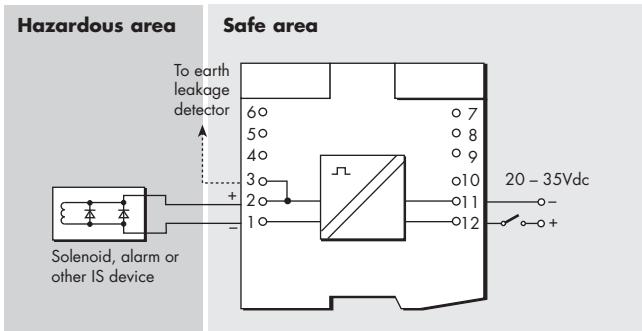 Hazardous area
Safe area
To earth
leakage
detector
6
5
4
3
+ 2
− 1
7
8
9
10
11 −
12 +
20 – 35Vdc
Solenoid, alarm or
other IS device